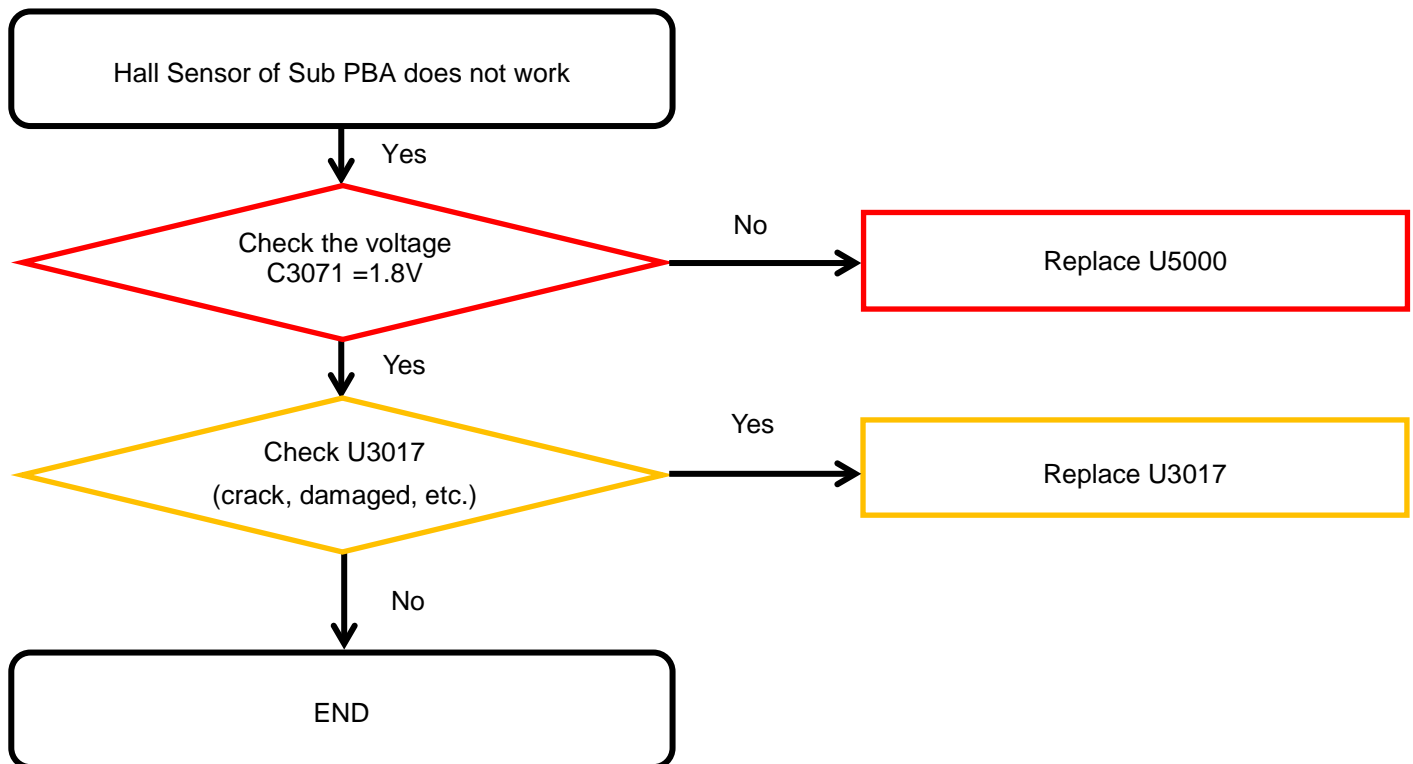 Hall Sensor of Sub PBA does not work
Yes
Check the voltage
C3071 =1.8V
No
Replace U5000
Yes
Check U3017
(crack, damaged, etc.)
Yes
Replace U3017
No
END